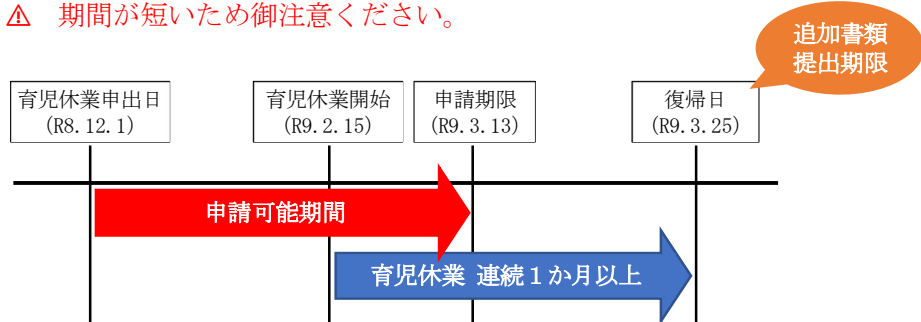 ⚠ 期間が短いため御注意ください。
追加書類
提出期限
育児休業申出日
(R8.12.1)
育児休業開始
(R9.2.15)
申請期限
(R9.3.13)
復帰日
(R9.3.25)
申請可能期間
育児休業 連続１か月以上